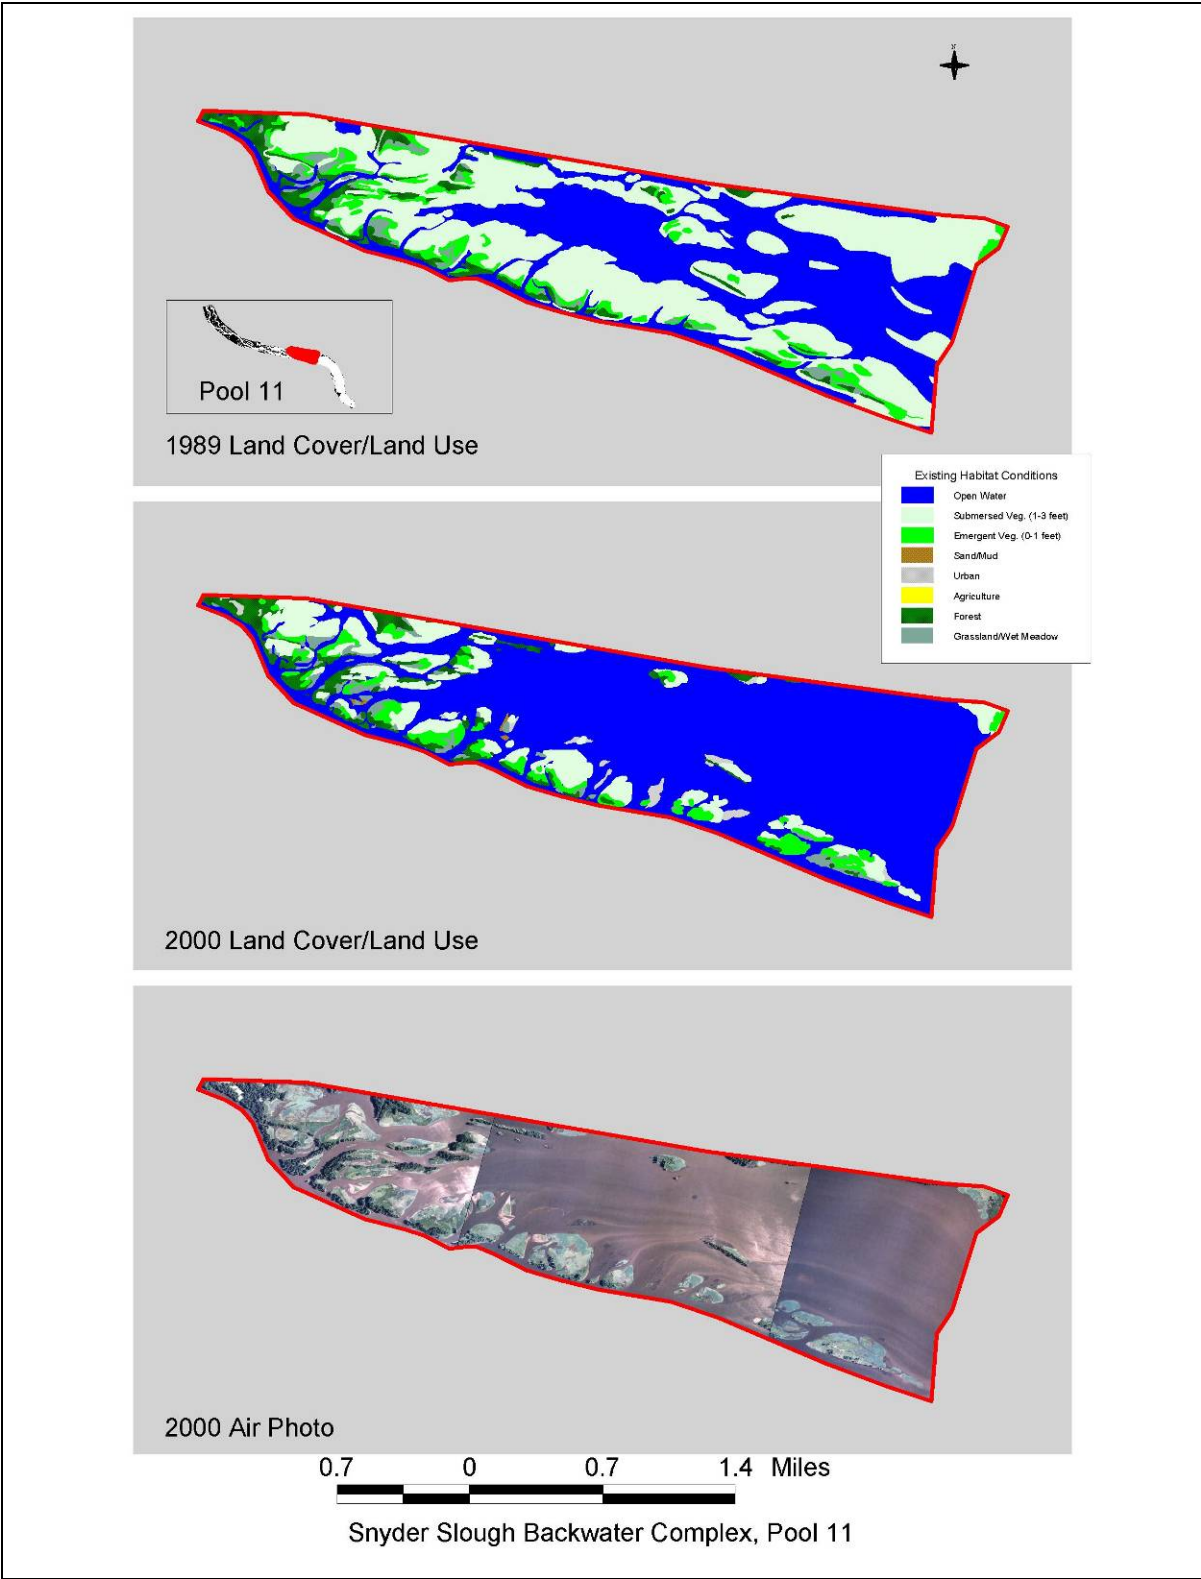 N
Pool 11
1989 Land Cover/Land Use
Existing Habitat Conditions
Open Water
Submersed Veg. (1-3 feet)
Emergent Veg. (0-1 feet)
Sand/Mud
Urban
Agriculture
Forest
Grassland/Wet Meadow
2000 Land Cover/Land Use
2000 Air Photo
0.7 0 0.7 1.4 Miles
Snyder Slough Backwater Complex, Pool 11